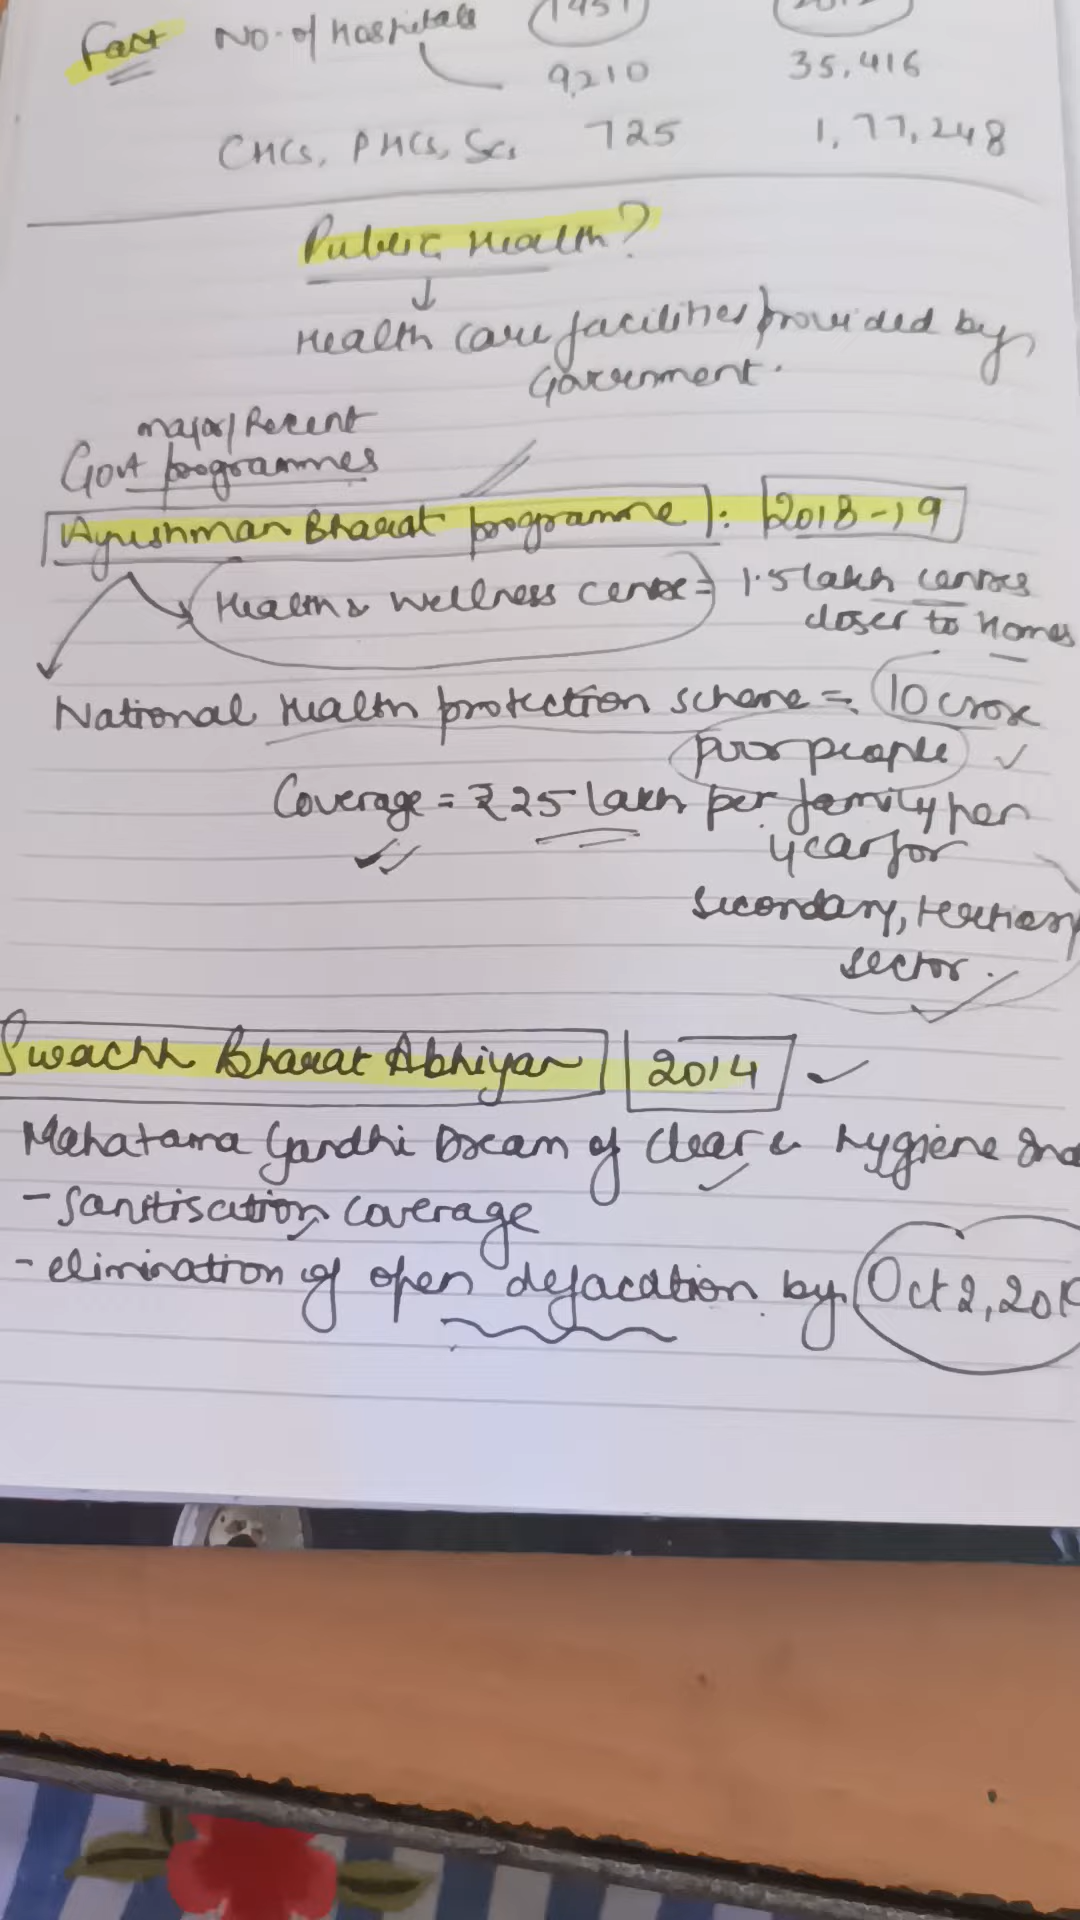 Fact No. of Hospitals 1951
9,210 35,416
CHCs, PHCs, SCs 725 1,77,248
Public Health?
Health care facilities provided by
Government.
major/Recent
Govt programmes
Ayushman Bharat programme : 2018-19
Health & Wellness centre = 1.5 lakh centres
closer to Homes
National Health protection scheme = 10 crore
poor people
Coverage = ₹25 lakh per family per
year for
secondary, tertiary
sector.
Swachh Bharat Abhiyan 2014
Mahatama Gandhi Dream of clear & hygiene
- Sanitisation coverage
- elimination of open defacation by Oct 2, 201